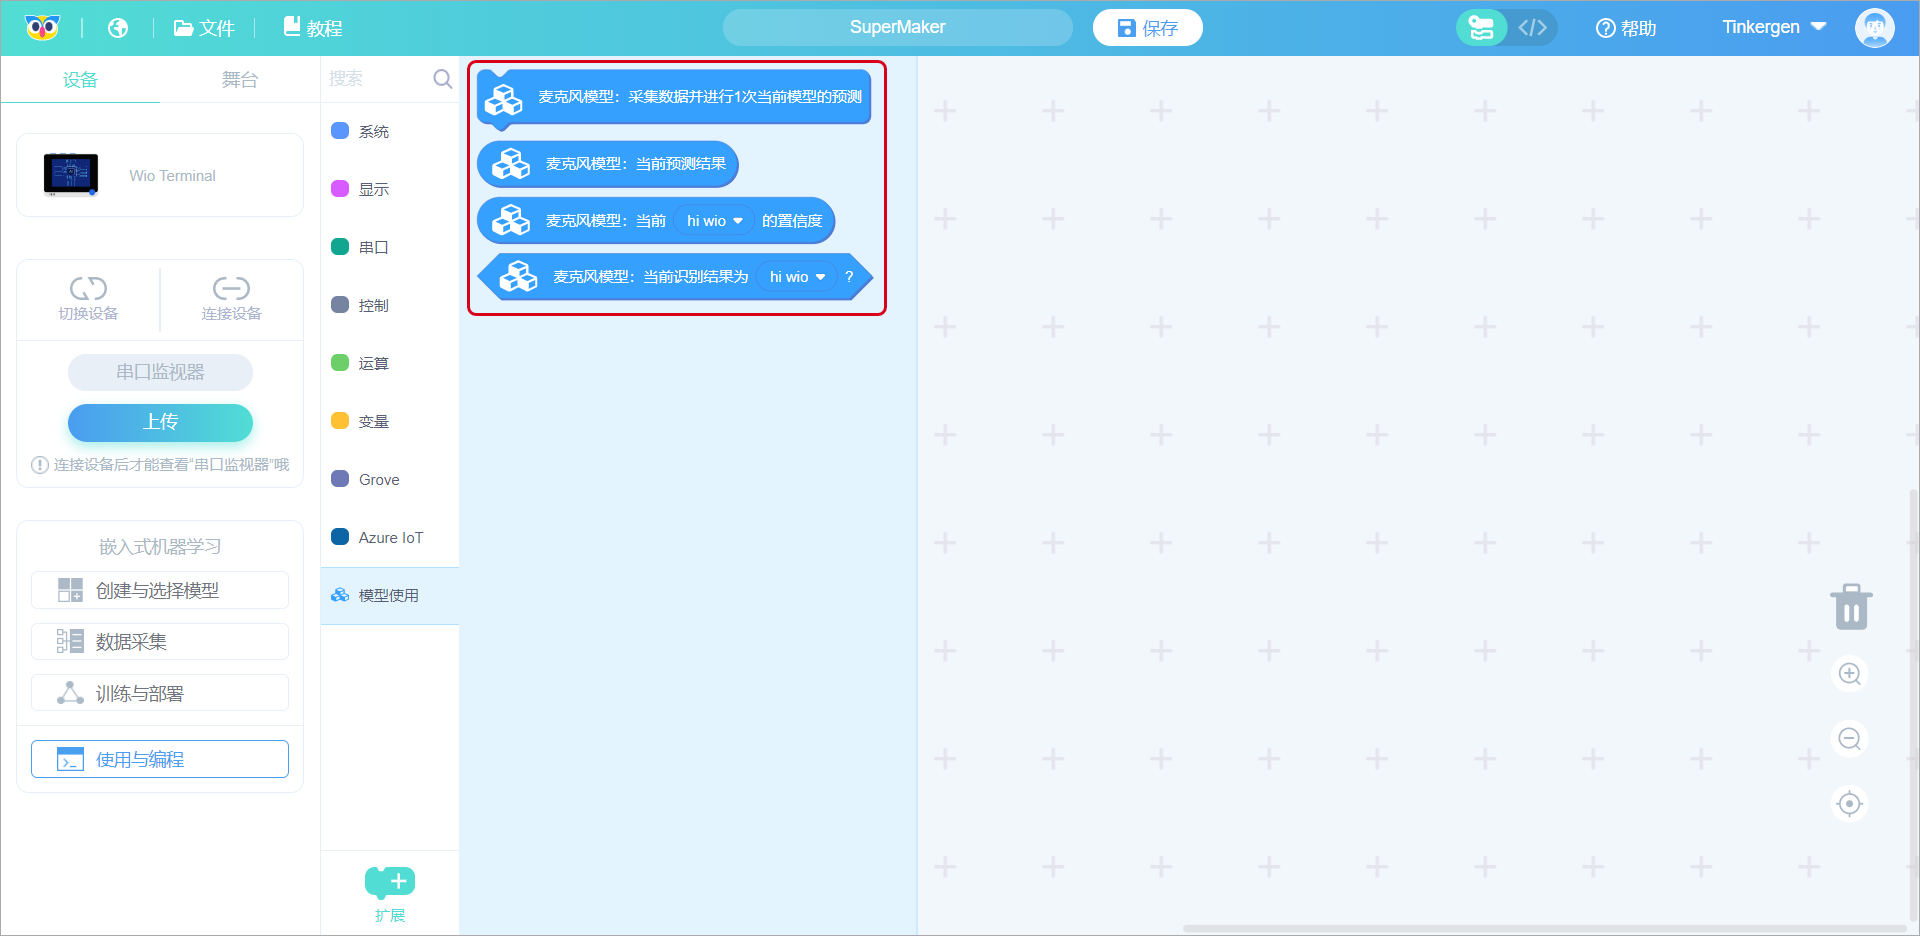 文件
教程
SuperMaker
保存
帮助
Tinkergen
设备
舞台
搜索
Wio Terminal
切换设备
连接设备
串口监视器
上传
连接设备后才能查看“串口监视器”哦
嵌入式机器学习
创建与选择模型
数据采集
训练与部署
使用与编程
系统
显示
串口
控制
运算
变量
Grove
Azure IoT
模型使用
扩展
麦克风模型：采集数据并进行1次当前模型的预测
麦克风模型：当前预测结果
麦克风模型：当前 hi wio 的置信度
麦克风模型：当前识别结果为 hi wio ?